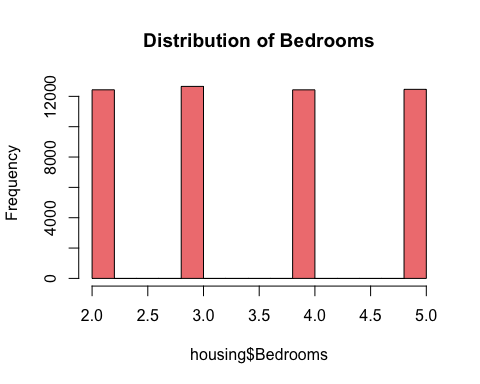 Distribution of Bedrooms
Frequency
12000
4000
0
2.0 2.5 3.0 3.5 4.0 4.5 5.0
housing$Bedrooms